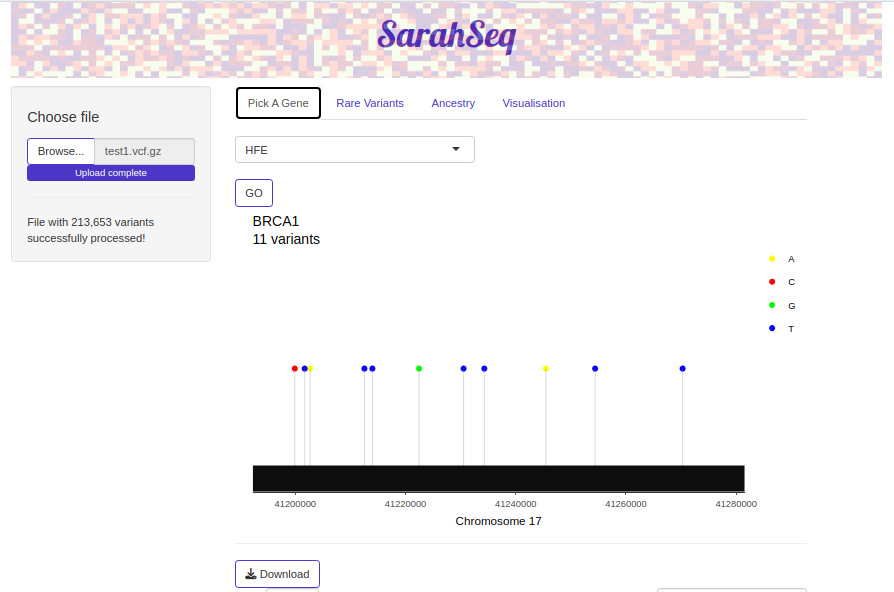 SarahSeq
Choose file
Browse... test1.vcf.gz
Upload complete
File with 213,653 variants
successfully processed!
Pick A Gene Rare Variants Ancestry Visualisation
HFE
GO
BRCA1
11 variants
A
C
G
T
41200000 41220000 41240000 41260000 41280000
Chromosome 17
Download